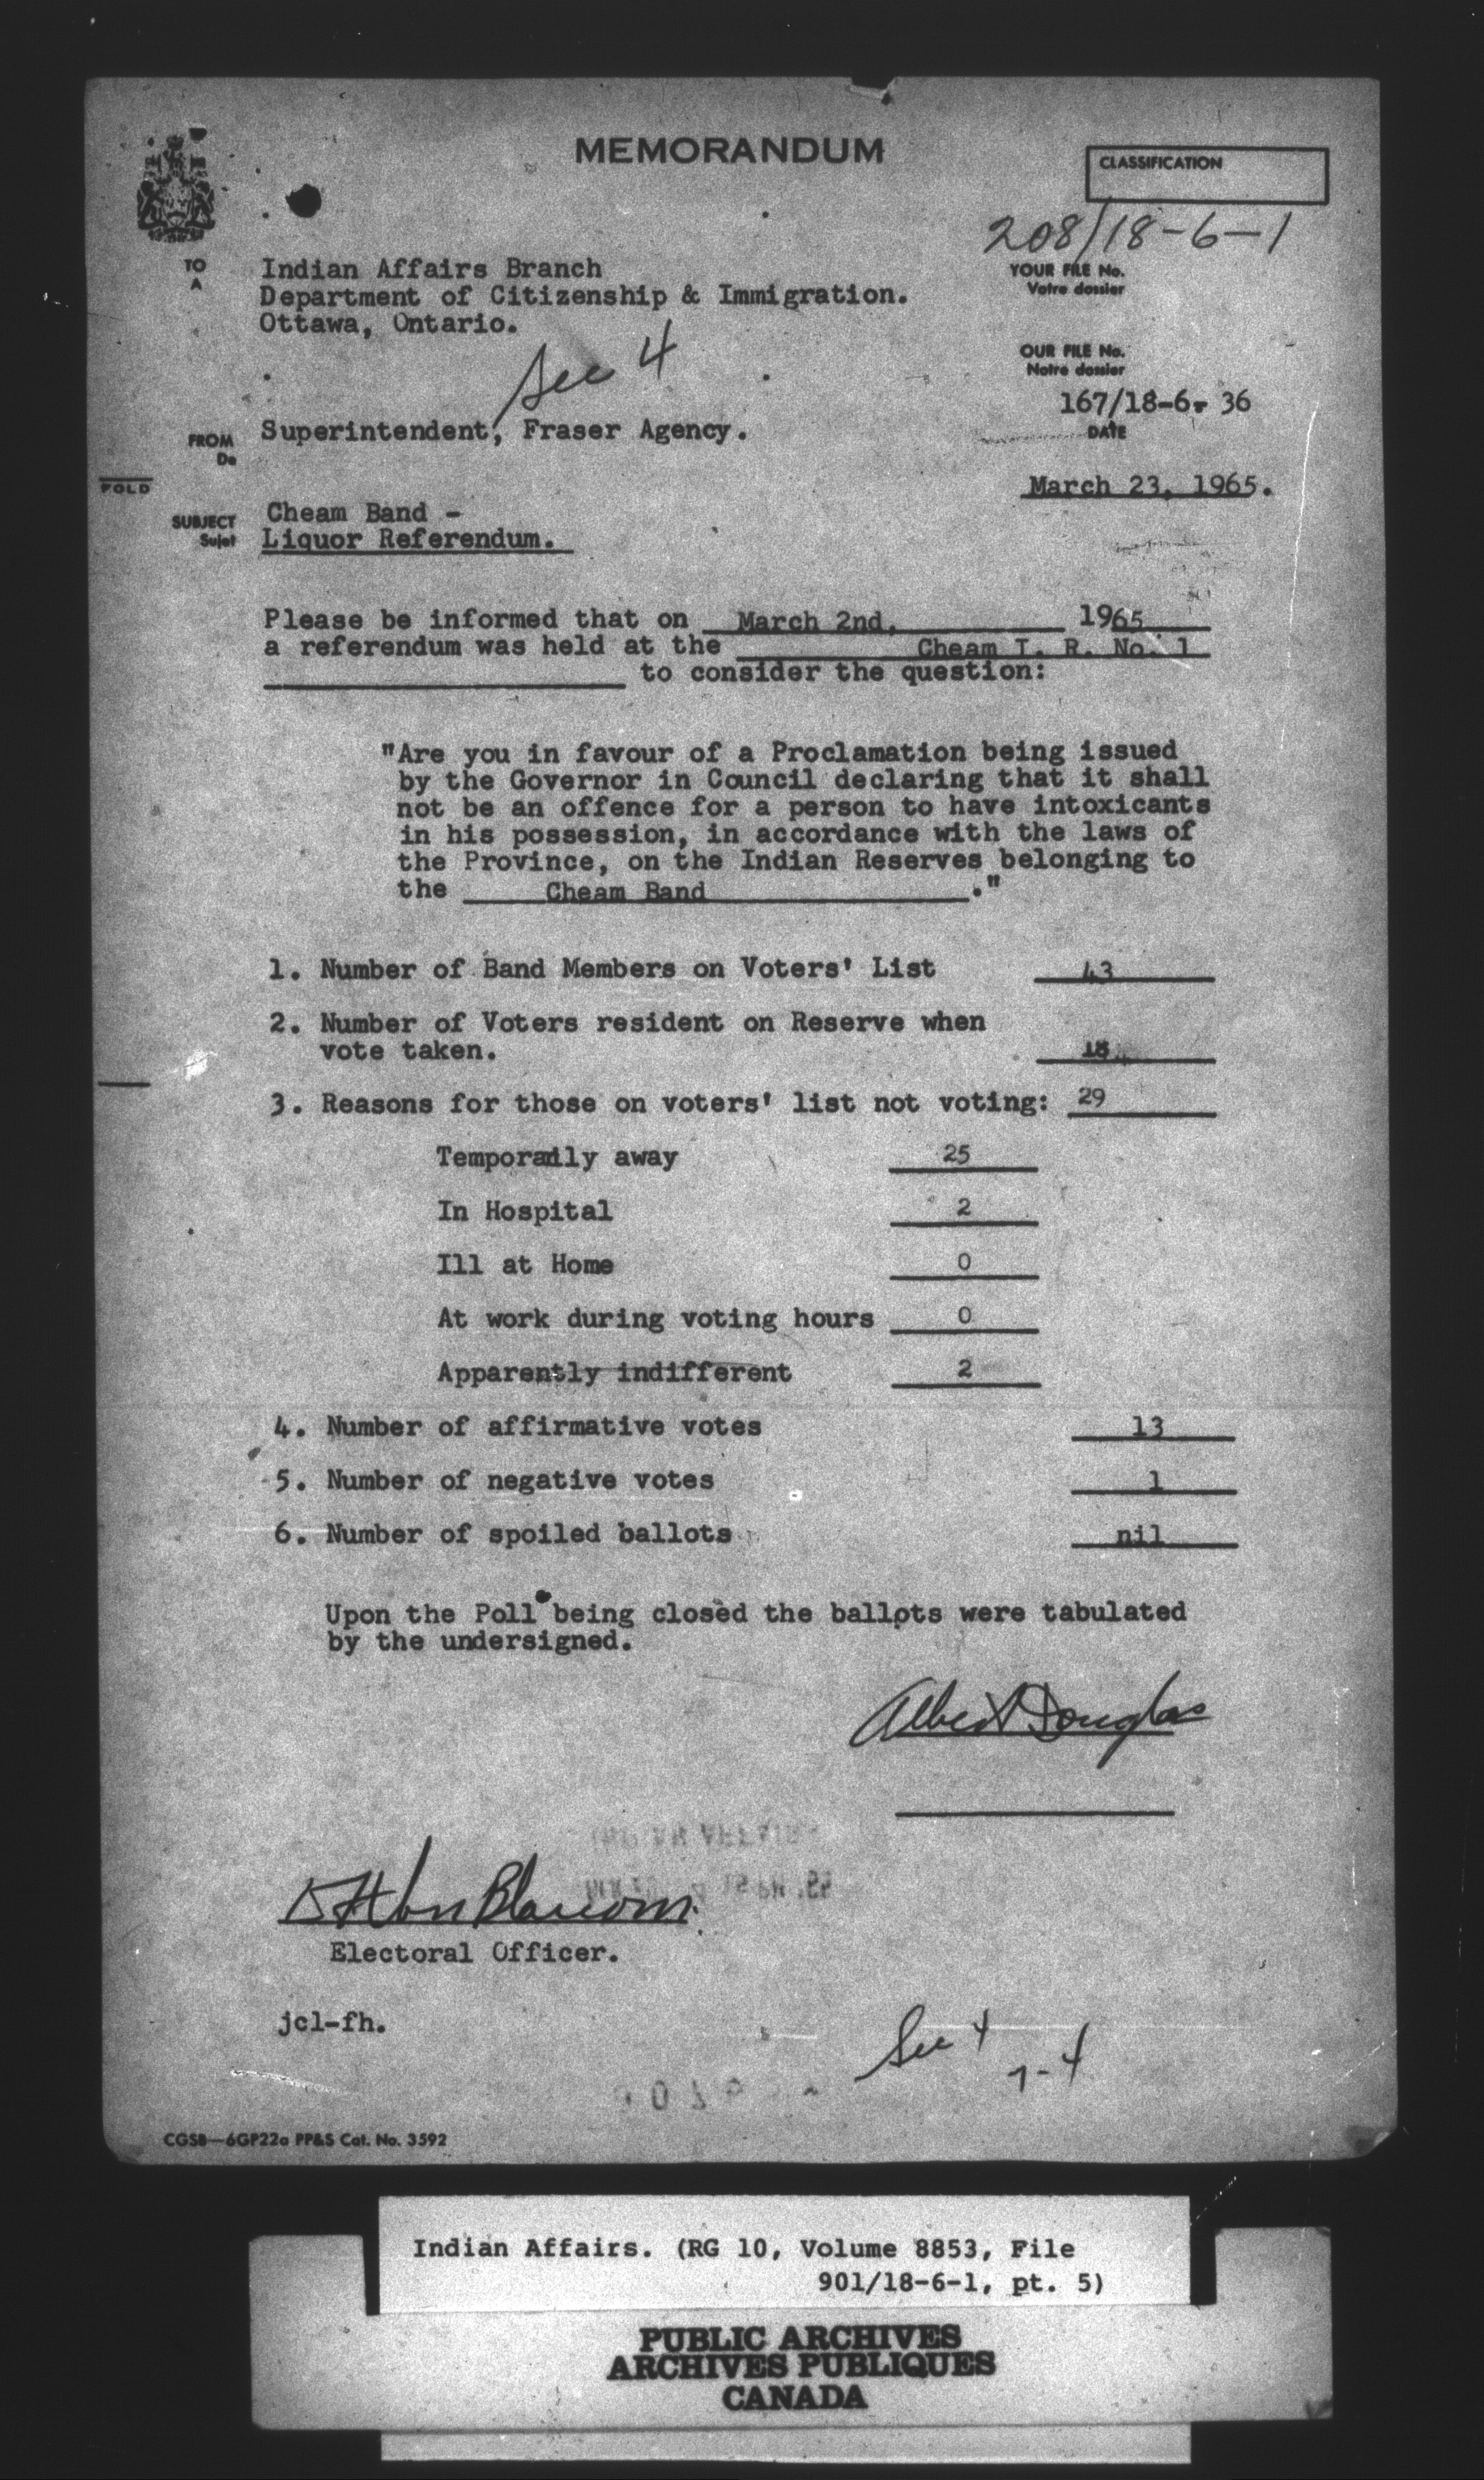 MEMORANDUM
CLASSIFICATION
208/18-6-1
TO
A
Indian Affairs Branch
Department of Citizenship & Immigration.
Ottawa, Ontario.
YOUR FILE No.
Votre dossier
See 4
OUR FILE No.
Notre dossier
167/18-6- 36
FROM
De
Superintendent, Fraser Agency.
DATE
March 23, 1965.
FOLD
SUBJECT
Sujet
Cheam Band -
Liquor Referendum.
Please be informed that on March 2nd, 1965
a referendum was held at the Cheam I. R. No. 1
to consider the question:
"Are you in favour of a Proclamation being issued
by the Governor in Council declaring that it shall
not be an offence for a person to have intoxicants
in his possession, in accordance with the laws of
the Province, on the Indian Reserves belonging to
the Cheam Band ."
1. Number of Band Members on Voters' List 43
2. Number of Voters resident on Reserve when
vote taken.
3. Reasons for those on voters' list not voting: 29
Temporarily away 25
In Hospital 2
Ill at Home 0
At work during voting hours 0
Apparently indifferent 2
4. Number of affirmative votes 13
5. Number of negative votes 1
6. Number of spoiled ballots nil
Upon the Poll being closed the ballots were tabulated
by the undersigned.
Albert Douglas
Electoral Officer.
jcl-fh.
See 4
7-4
CGSB—6GP22a PP&S Cat. No. 3592
Indian Affairs. (RG 10, Volume 8853, File
901/18-6-1, pt. 5)
PUBLIC ARCHIVES
ARCHIVES PUBLIQUES
CANADA